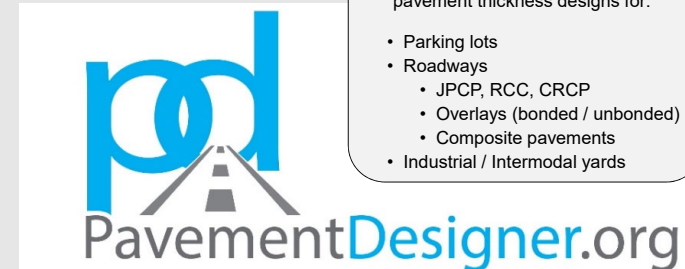 pavement thickness designs for:
• Parking lots
• Roadways
• JPCP, RCC, CRCP
• Overlays (bonded / unbonded)
• Composite pavements
• Industrial / Intermodal yards
pd
PavementDesigner.org